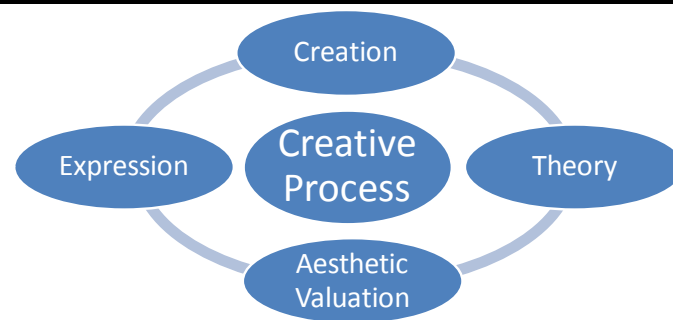 Creation
Expression
Creative
Process
Theory
Aesthetic
Valuation